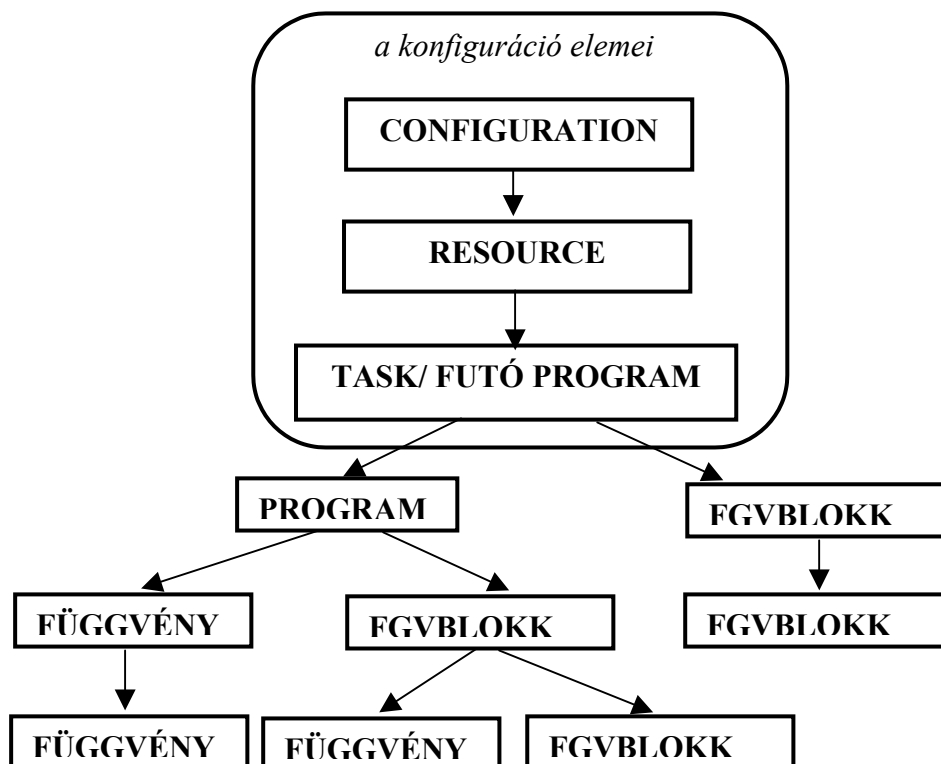 a konfiguráció elemei
CONFIGURATION
RESOURCE
TASK/ FUTÓ PROGRAM
PROGRAM
FGVBLOKK
FÜGGVÉNY
FGVBLOKK
FGVBLOKK
FÜGGVÉNY
FÜGGVÉNY
FGVBLOKK